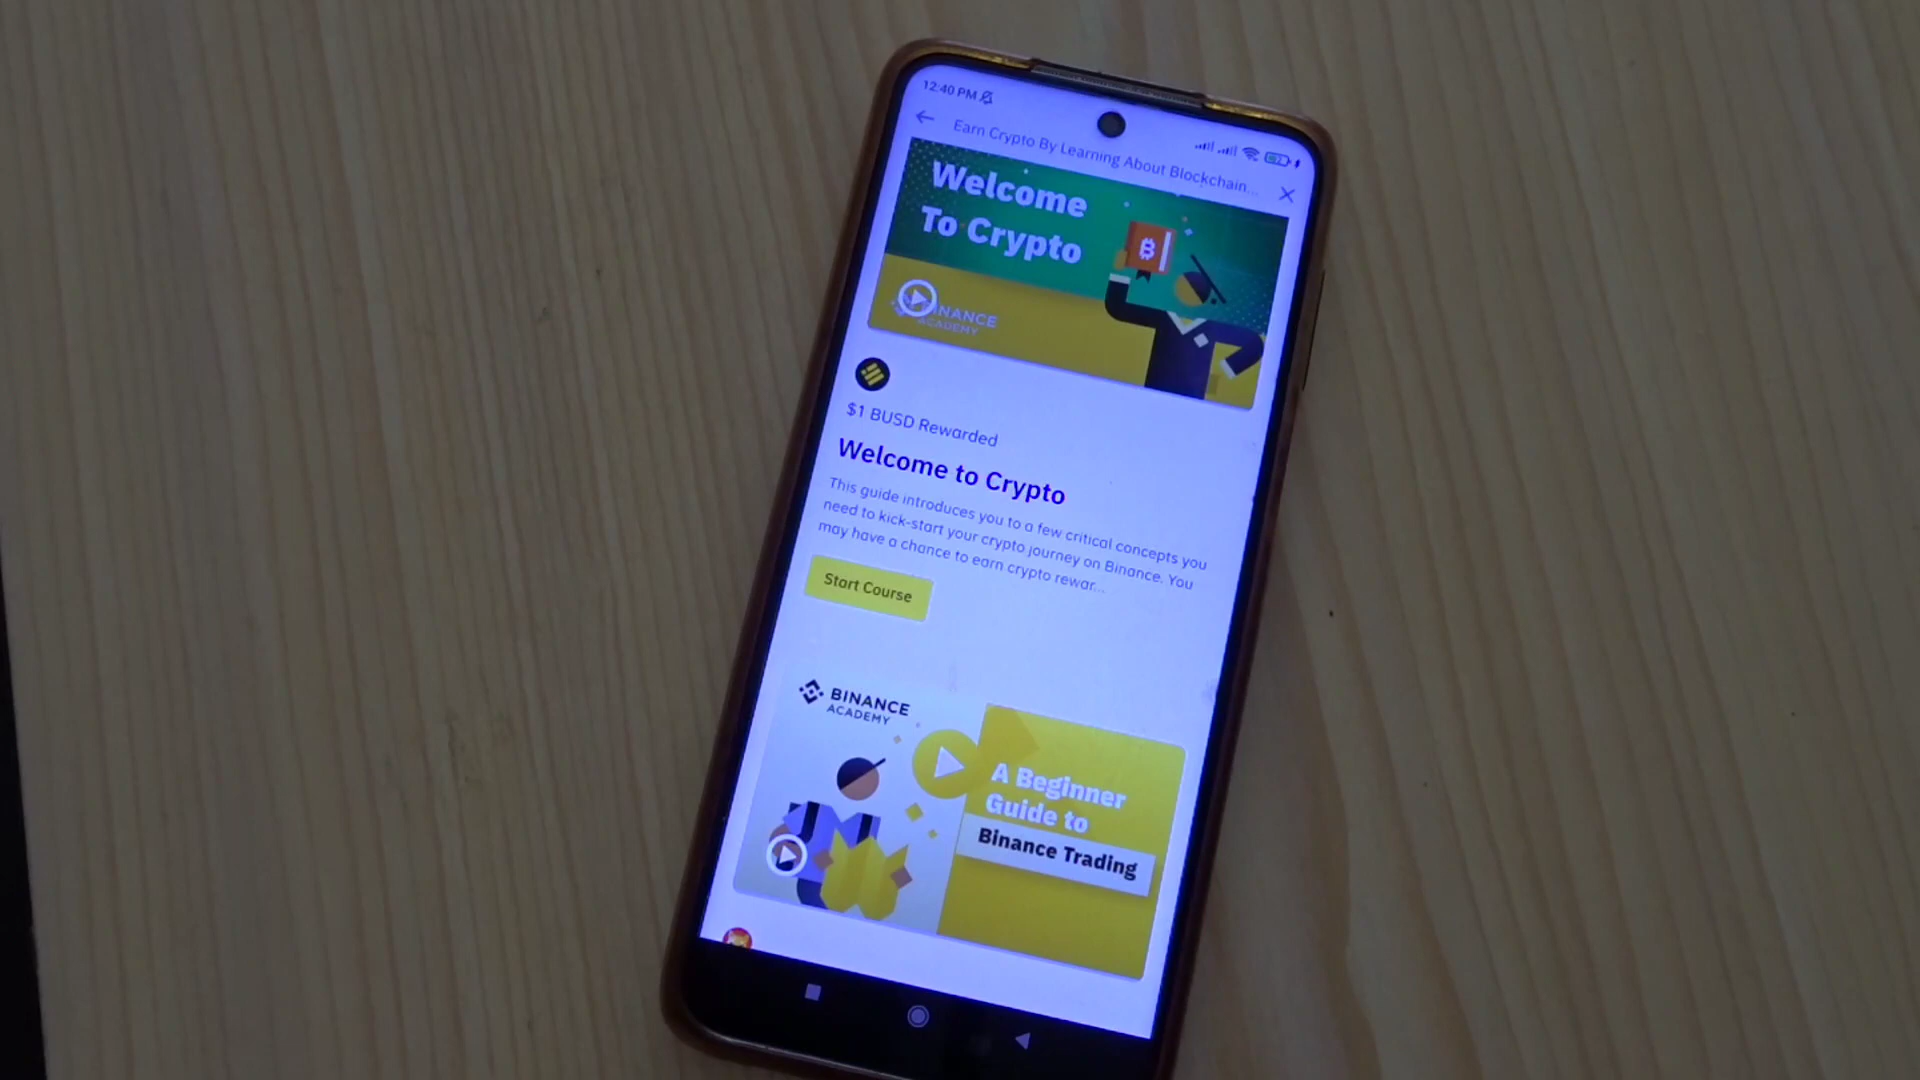 12:40 PM
Earn Crypto By Learning About Blockchain...
Welcome
To Crypto
BINANCE
ACADEMY
$1 BUSD Rewarded
Welcome to Crypto
This guide introduces you to a few critical concepts you
need to kick-start your crypto journey on Binance. You
may have a chance to earn crypto rewar...
Start Course
BINANCE
ACADEMY
A Beginner
Guide to
Binance Trading